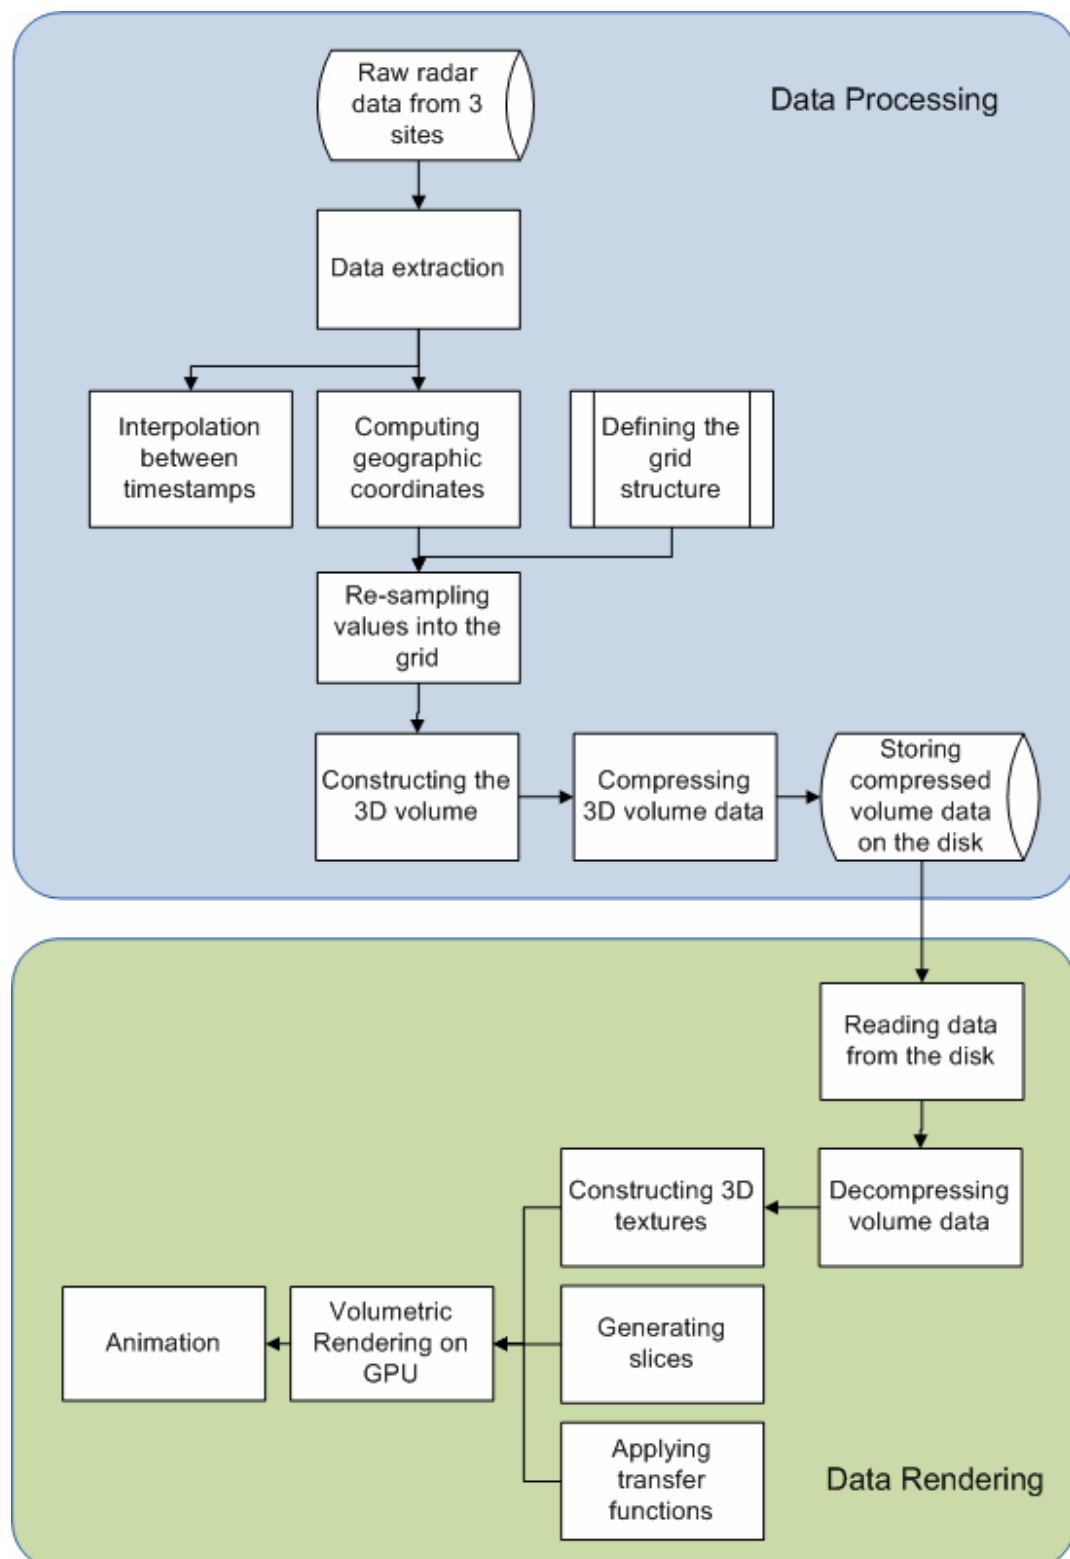 Raw radar
data from 3
sites
Data Processing
Data extraction
Interpolation
between
timestamps
Computing
geographic
coordinates
Defining the
grid
structure
Re-sampling
values into the
grid
Constructing the
3D volume
Compressing
3D volume data
Storing
compressed
volume data
on the disk
Reading data
from the disk
Decompressing
volume data
Constructing 3D
textures
Generating
slices
Applying
transfer
functions
Volumetric
Rendering on
GPU
Animation
Data Rendering